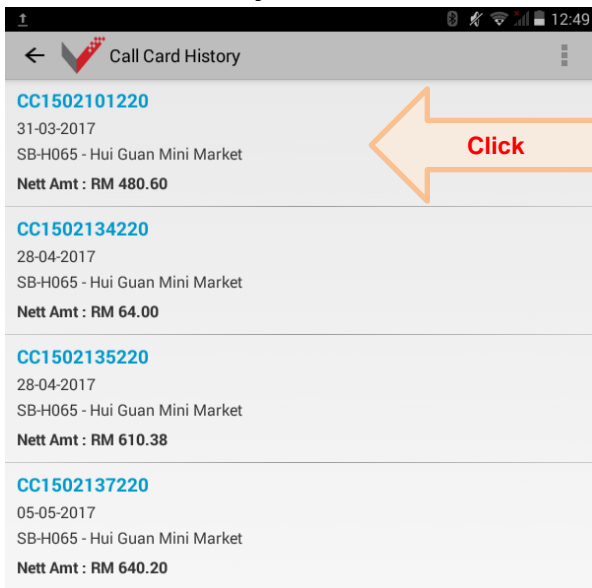 12:49
Call Card History
CC1502101220
31-03-2017
SB-H065 - Hui Guan Mini Market
Nett Amt : RM 480.60
Click
CC1502134220
28-04-2017
SB-H065 - Hui Guan Mini Market
Nett Amt : RM 64.00
CC1502135220
28-04-2017
SB-H065 - Hui Guan Mini Market
Nett Amt : RM 610.38
CC1502137220
05-05-2017
SB-H065 - Hui Guan Mini Market
Nett Amt : RM 640.20